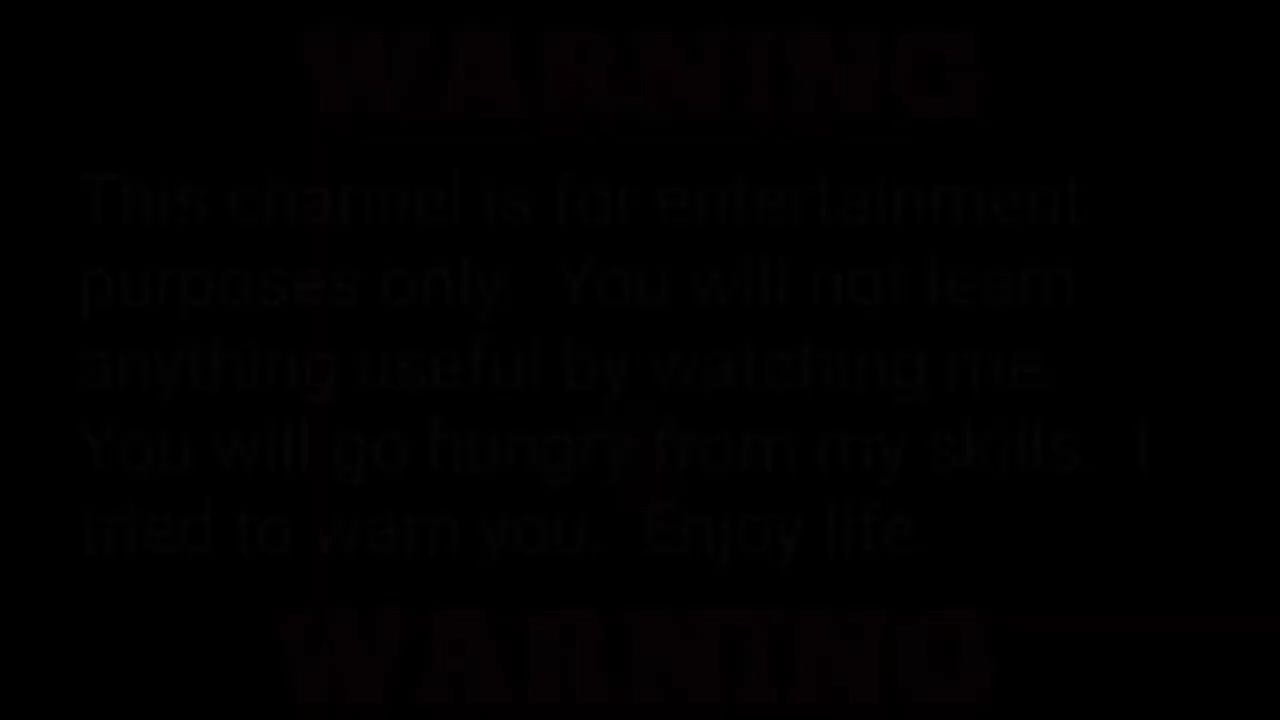 WARNING
This channel is for entertainment
purposes only. You will not learn
anything useful by watching me.
You will go hungry from my skills. I
tried to warn you. Enjoy life.
WARNING